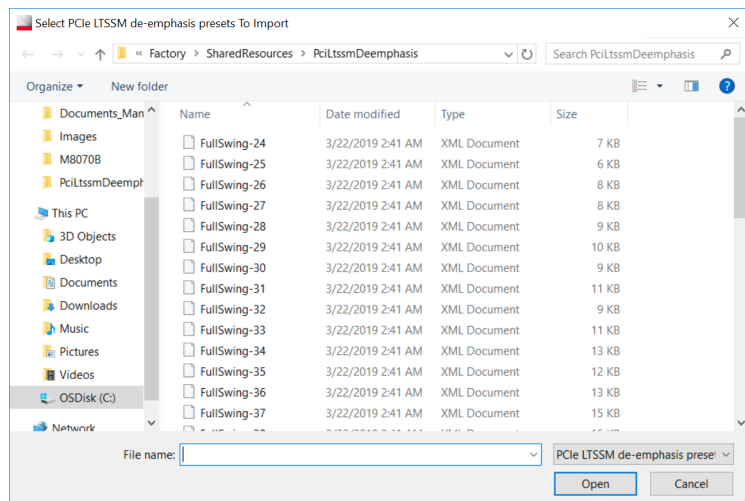 Select PCIe LTSSM de-emphasis presets To Import
« Factory > SharedResources > PciLtssmDeemphasis
Search PciLtssmDeemphasis
Organize
New folder
Documents_Man
Images
M8070B
PciLtssmDeemph
This PC
3D Objects
Desktop
Documents
Downloads
Music
Pictures
Videos
OSDisk (C:)
Network
Name Date modified Type Size
FullSwing-24 3/22/2019 2:41 AM XML Document 7 KB
FullSwing-25 3/22/2019 2:41 AM XML Document 6 KB
FullSwing-26 3/22/2019 2:41 AM XML Document 8 KB
FullSwing-27 3/22/2019 2:41 AM XML Document 8 KB
FullSwing-28 3/22/2019 2:41 AM XML Document 9 KB
FullSwing-29 3/22/2019 2:41 AM XML Document 10 KB
FullSwing-30 3/22/2019 2:41 AM XML Document 9 KB
FullSwing-31 3/22/2019 2:41 AM XML Document 11 KB
FullSwing-32 3/22/2019 2:41 AM XML Document 9 KB
FullSwing-33 3/22/2019 2:41 AM XML Document 11 KB
FullSwing-34 3/22/2019 2:41 AM XML Document 13 KB
FullSwing-35 3/22/2019 2:41 AM XML Document 12 KB
FullSwing-36 3/22/2019 2:41 AM XML Document 13 KB
FullSwing-37 3/22/2019 2:41 AM XML Document 15 KB
File name:
PCIe LTSSM de-emphasis preset
Open
Cancel